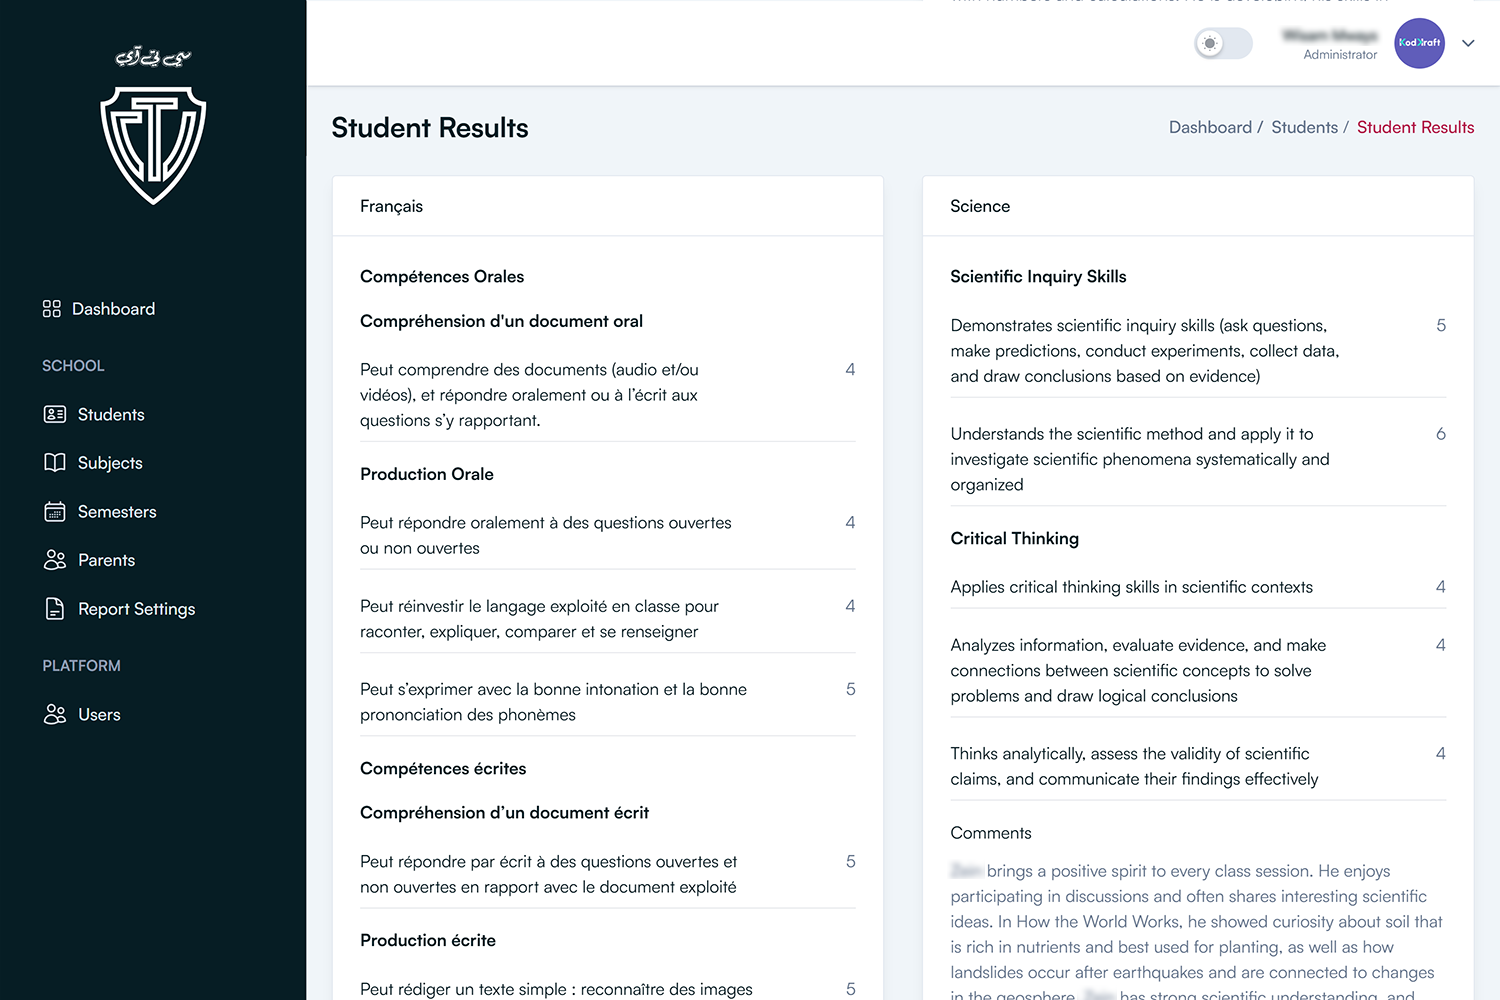 سي تي آي
Dashboard
SCHOOL
Students
Subjects
Semesters
Parents
Report Settings
PLATFORM
Users
Administrator
KodKraft
Student Results
Dashboard / Students / Student Results
Français
Compétences Orales
Compréhension d'un document oral
Peut comprendre des documents (audio et/ou
vidéos), et répondre oralement ou à l’écrit aux
questions s’y rapportant.
4
Production Orale
Peut répondre oralement à des questions ouvertes
ou non ouvertes
4
Peut réinvestir le langage exploité en classe pour
raconter, expliquer, comparer et se renseigner
4
Peut s’exprimer avec la bonne intonation et la bonne
prononciation des phonèmes
5
Compétences écrites
Compréhension d’un document écrit
Peut répondre par écrit à des questions ouvertes et
non ouvertes en rapport avec le document exploité
5
Production écrite
Peut rédiger un texte simple : reconnaître des images
5
Science
Scientific Inquiry Skills
Demonstrates scientific inquiry skills (ask questions,
make predictions, conduct experiments, collect data,
and draw conclusions based on evidence)
5
Understands the scientific method and apply it to
investigate scientific phenomena systematically and
organized
6
Critical Thinking
Applies critical thinking skills in scientific contexts
4
Analyzes information, evaluate evidence, and make
connections between scientific concepts to solve
problems and draw logical conclusions
4
Thinks analytically, assess the validity of scientific
claims, and communicate their findings effectively
4
Comments
brings a positive spirit to every class session. He enjoys
participating in discussions and often shares interesting scientific
ideas. In How the World Works, he showed curiosity about soil that
is rich in nutrients and best used for planting, as well as how
landslides occur after earthquakes and are connected to changes
in the geosphere. has strong scientific understanding, and